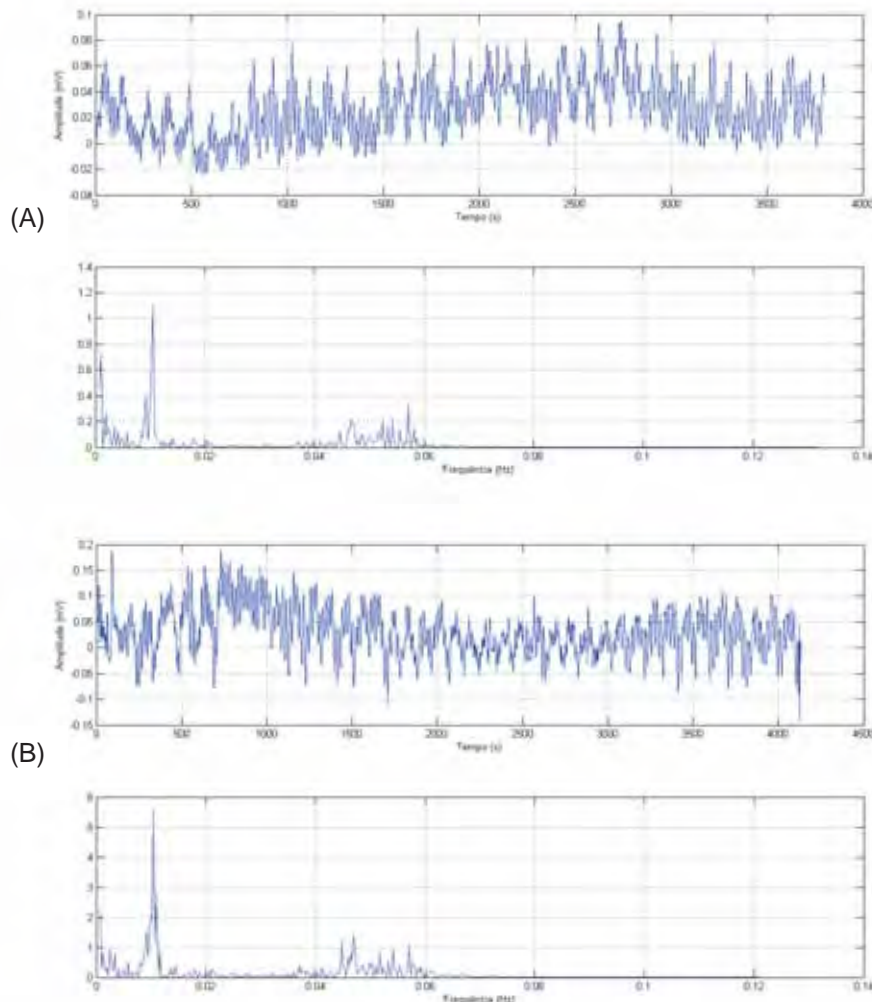 0.1
0.08
0.06
0.04
0.02
0
-0.02
-0.04
Amplitude (mV)
0 500 1000 1500 2000 2500 3000 3500 4000
Tempo (s)
(A)
1.4
1.2
1
0.8
0.6
0.4
0.2
0
0 0.02 0.04 0.06 0.08 0.1 0.12 0.14
Frequência (Hz)
0.2
0.15
0.1
0.05
0
-0.05
-0.1
-0.15
Amplitude (mV)
0 500 1000 1500 2000 2500 3000 3500 4000 4500
Tempo (s)
(B)
6
5
4
3
2
1
0
0 0.02 0.04 0.06 0.08 0.1 0.12 0.14
Frequência (Hz)